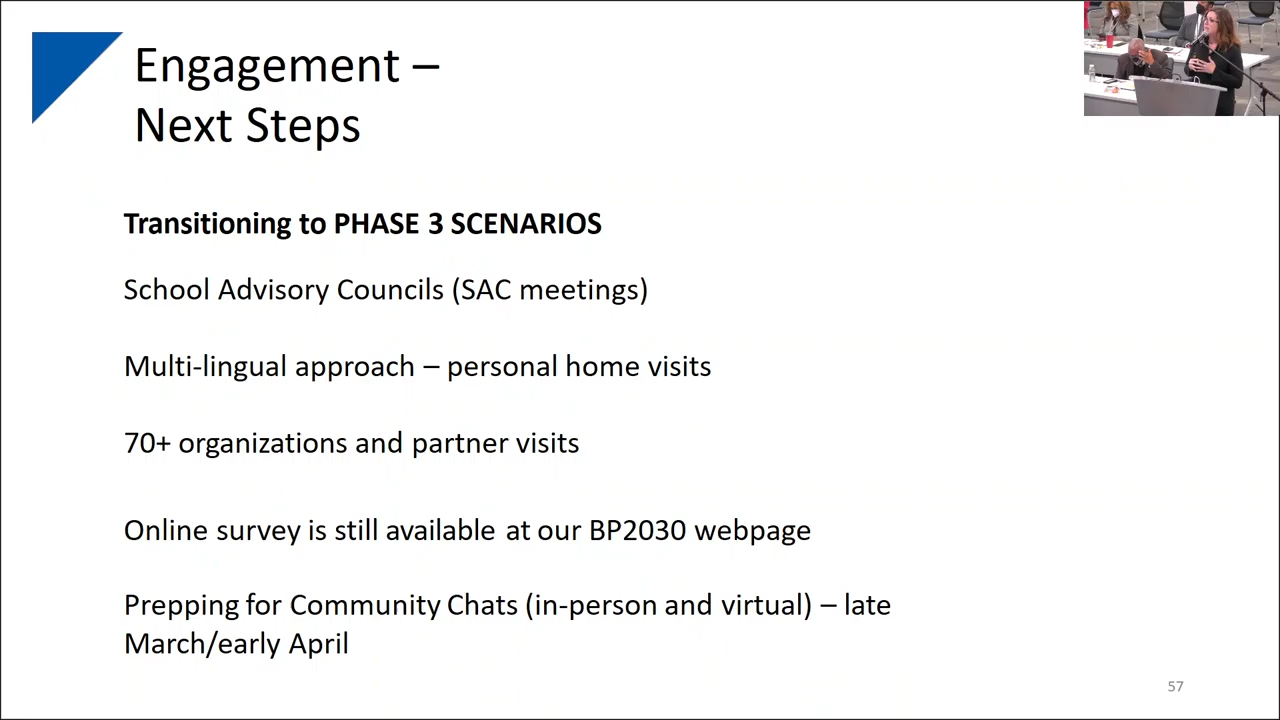 Engagement –
Next Steps
Transitioning to PHASE 3 SCENARIOS
School Advisory Councils (SAC meetings)
Multi-lingual approach – personal home visits
70+ organizations and partner visits
Online survey is still available at our BP2030 webpage
Prepping for Community Chats (in-person and virtual) – late
March/early April
57